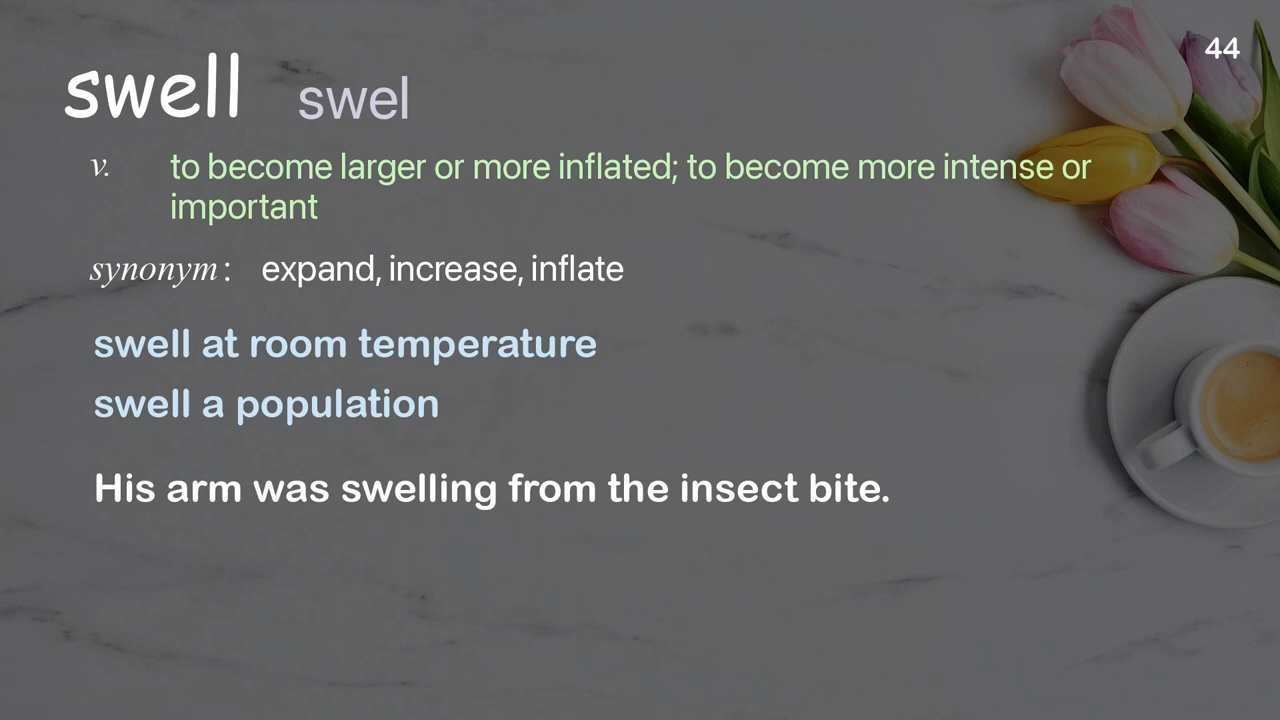 44
swell swel
v. to become larger or more inflated; to become more intense or
important
synonym: expand, increase, inflate
swell at room temperature
swell a population
His arm was swelling from the insect bite.